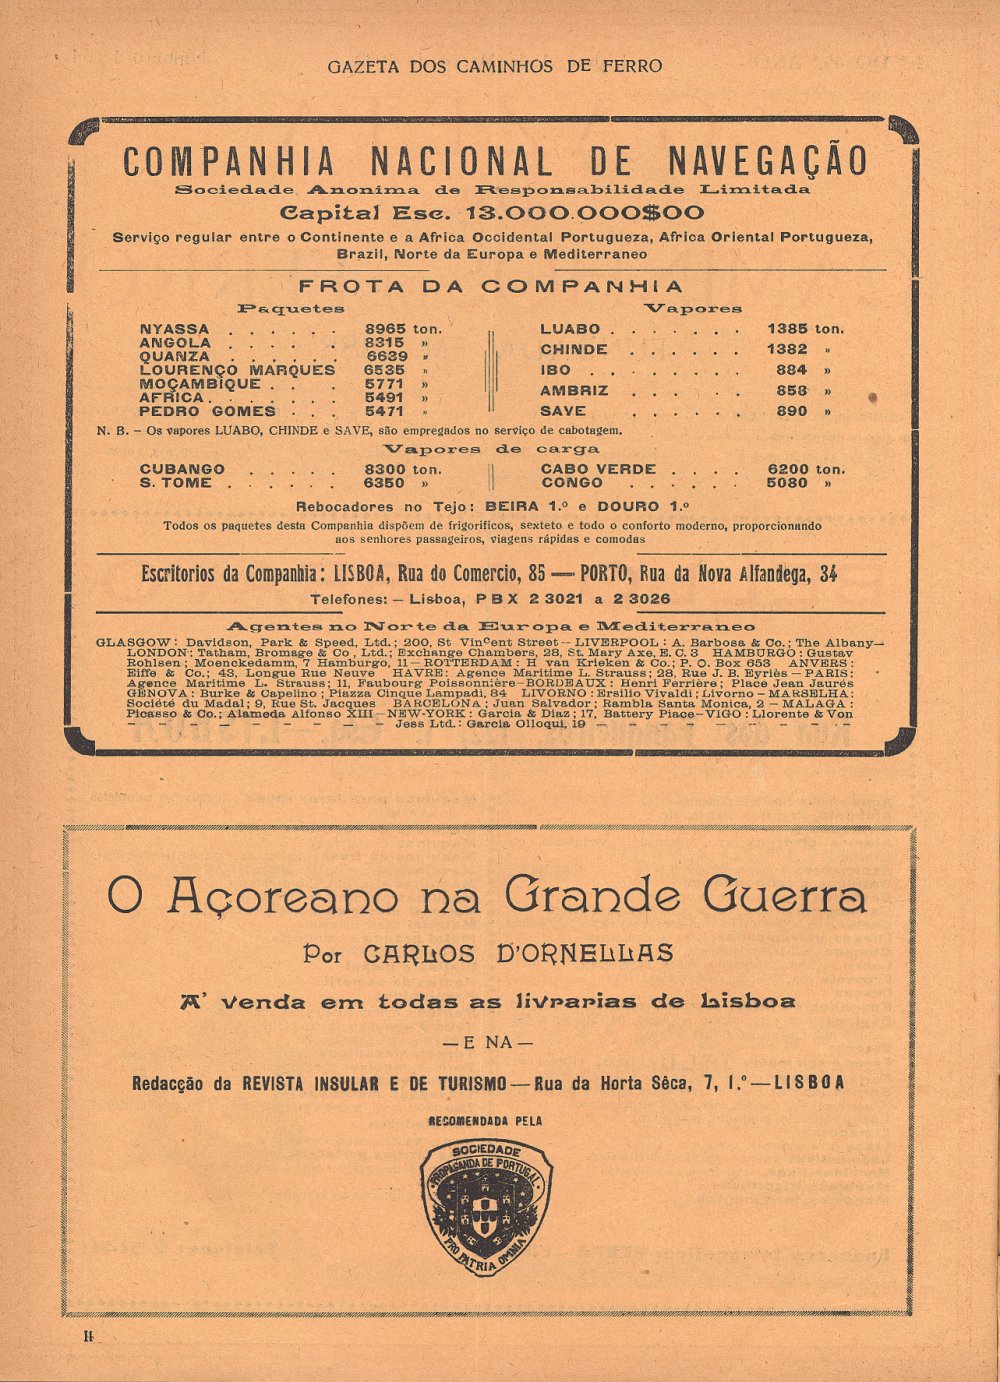 GAZETA DOS CAMINHOS DE FERRO
COMPANHIA NACIONAL DE NAVEGAÇÃO
Sociedade Anonima de Responsabilidade Limitada
Capital Esc. 13.000.000$00
Serviço regular entre o Continente e a Africa Occidental Portugueza, Africa Oriental Portugueza,
Brazil, Norte da Europa e Mediterraneo
FROTA DA COMPANHIA
Paquetes
NYASSA . . . . . . 8965 ton.
ANGOLA . . . . . . 8315 »
QUANZA . . . . . . 6639 »
LOURENÇO MARQUES 6535 »
MOÇAMBIQUE . . . . 5771 »
AFRICA . . . . . . . 5491 »
PEDRO GOMES . . . 5471 »
Vapores
LUABO . . . . . . . 1385 ton.
CHINDE . . . . . . 1382 »
IBO . . . . . . . . 884 »
AMBRIZ . . . . . . 858 »
SAVE . . . . . . 890 »
N. B. – Os vapores LUABO, CHINDE e SAVE, são empregados no serviço de cabotagem.
Vapores de carga
CUBANGO . . . . . 8300 ton.
S. TOME . . . . . . 6350 »
CABO VERDE . . . . 6200 ton.
CONGO . . . . . . 5080 »
Rebocadores no Tejo: BEIRA 1.º e DOURO 1.º
Todos os paquetes desta Companhia dispõem de frigorificos, sexteto e todo o conforto moderno, proporcionando
aos senhores passageiros, viagens rápidas e comodas
Escritorios da Companhia: LISBOA, Rua do Comercio, 85 — PORTO, Rua da Nova Alfandega, 34
Telefones: – Lisboa, PBX 2 3021 a 2 3026
Agentes no Norte da Europa e Mediterraneo
GLASGOW: Davidson, Park & Speed, Ltd.; 200, St Vincent Street – LIVERPOOL: A. Barbosa & Co.; The Albany –
LONDON: Tatham, Bromage & Co, Ltd.; Exchange Chambers, 28, St. Mary Axe, E. C. 3 HAMBURGO: Gustav
Rohlsen; Moenckedamm, 7 Hamburgo, 11 – ROTTERDAM: H van Krieken & Co.; P. O. Box 653 ANVERS:
Eiffe & Co.; 43, Longue Rue Neuve HAVRE: Agence Maritime L. Strauss; 28, Rue J. B. Eyriès – PARIS:
Agence Maritime L. Strauss; 11, Faubourg Poissonnière – BORDEAUX: Henri Ferrière; Place Jean Jaurés
GENOVA: Burke & Capelino; Piazza Cinque Lampadi, 84 LIVORNO: Ersilio Vivaldi; Livorno – MARSELHA:
Société du Madal; 9, Rue St. Jacques BARCELONA; Juan Salvador; Rambla Santa Monica, 2 – MALAGA:
Picasso & Co.; Alameda Alfonso XIII – NEW-YORK: Garcia & Diaz; 17, Battery Place – VIGO: Llorente & Von
Jess Ltd.: Garcia Olloqui, 19
O Açoreano na Grande Guerra
Por CARLOS D'ORNELLAS
A' venda em todas as livrarias de Lisboa
— E NA —
Redacção da REVISTA INSULAR E DE TURISMO — Rua da Horta Sêca, 7, 1.º — LISBOA
RECOMENDADA PELA
SOCIEDADE
PROPAGANDA DE PORTUGAL
PRO PATRIA OMNIA
II